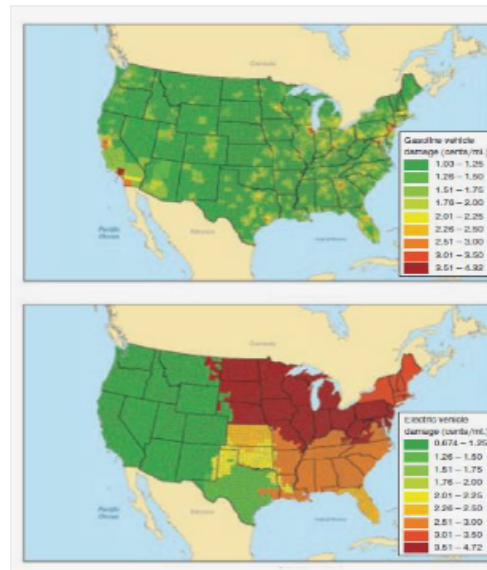 Canada
Gasoline vehicle
damage (cents/mi.)
1.03 – 1.25
1.26 – 1.50
1.51 – 1.75
1.76 – 2.00
2.01 – 2.25
2.26 – 2.50
2.51 – 3.00
3.01 – 3.50
3.51 – 4.32
Pacific
Ocean
Mexico
Canada
Electric vehicle
damage (cents/mi.)
0.674 – 1.25
1.26 – 1.50
1.51 – 1.75
1.76 – 2.00
2.01 – 2.25
2.26 – 2.50
2.51 – 3.00
3.01 – 3.50
3.51 – 4.72
Pacific
Ocean
Mexico